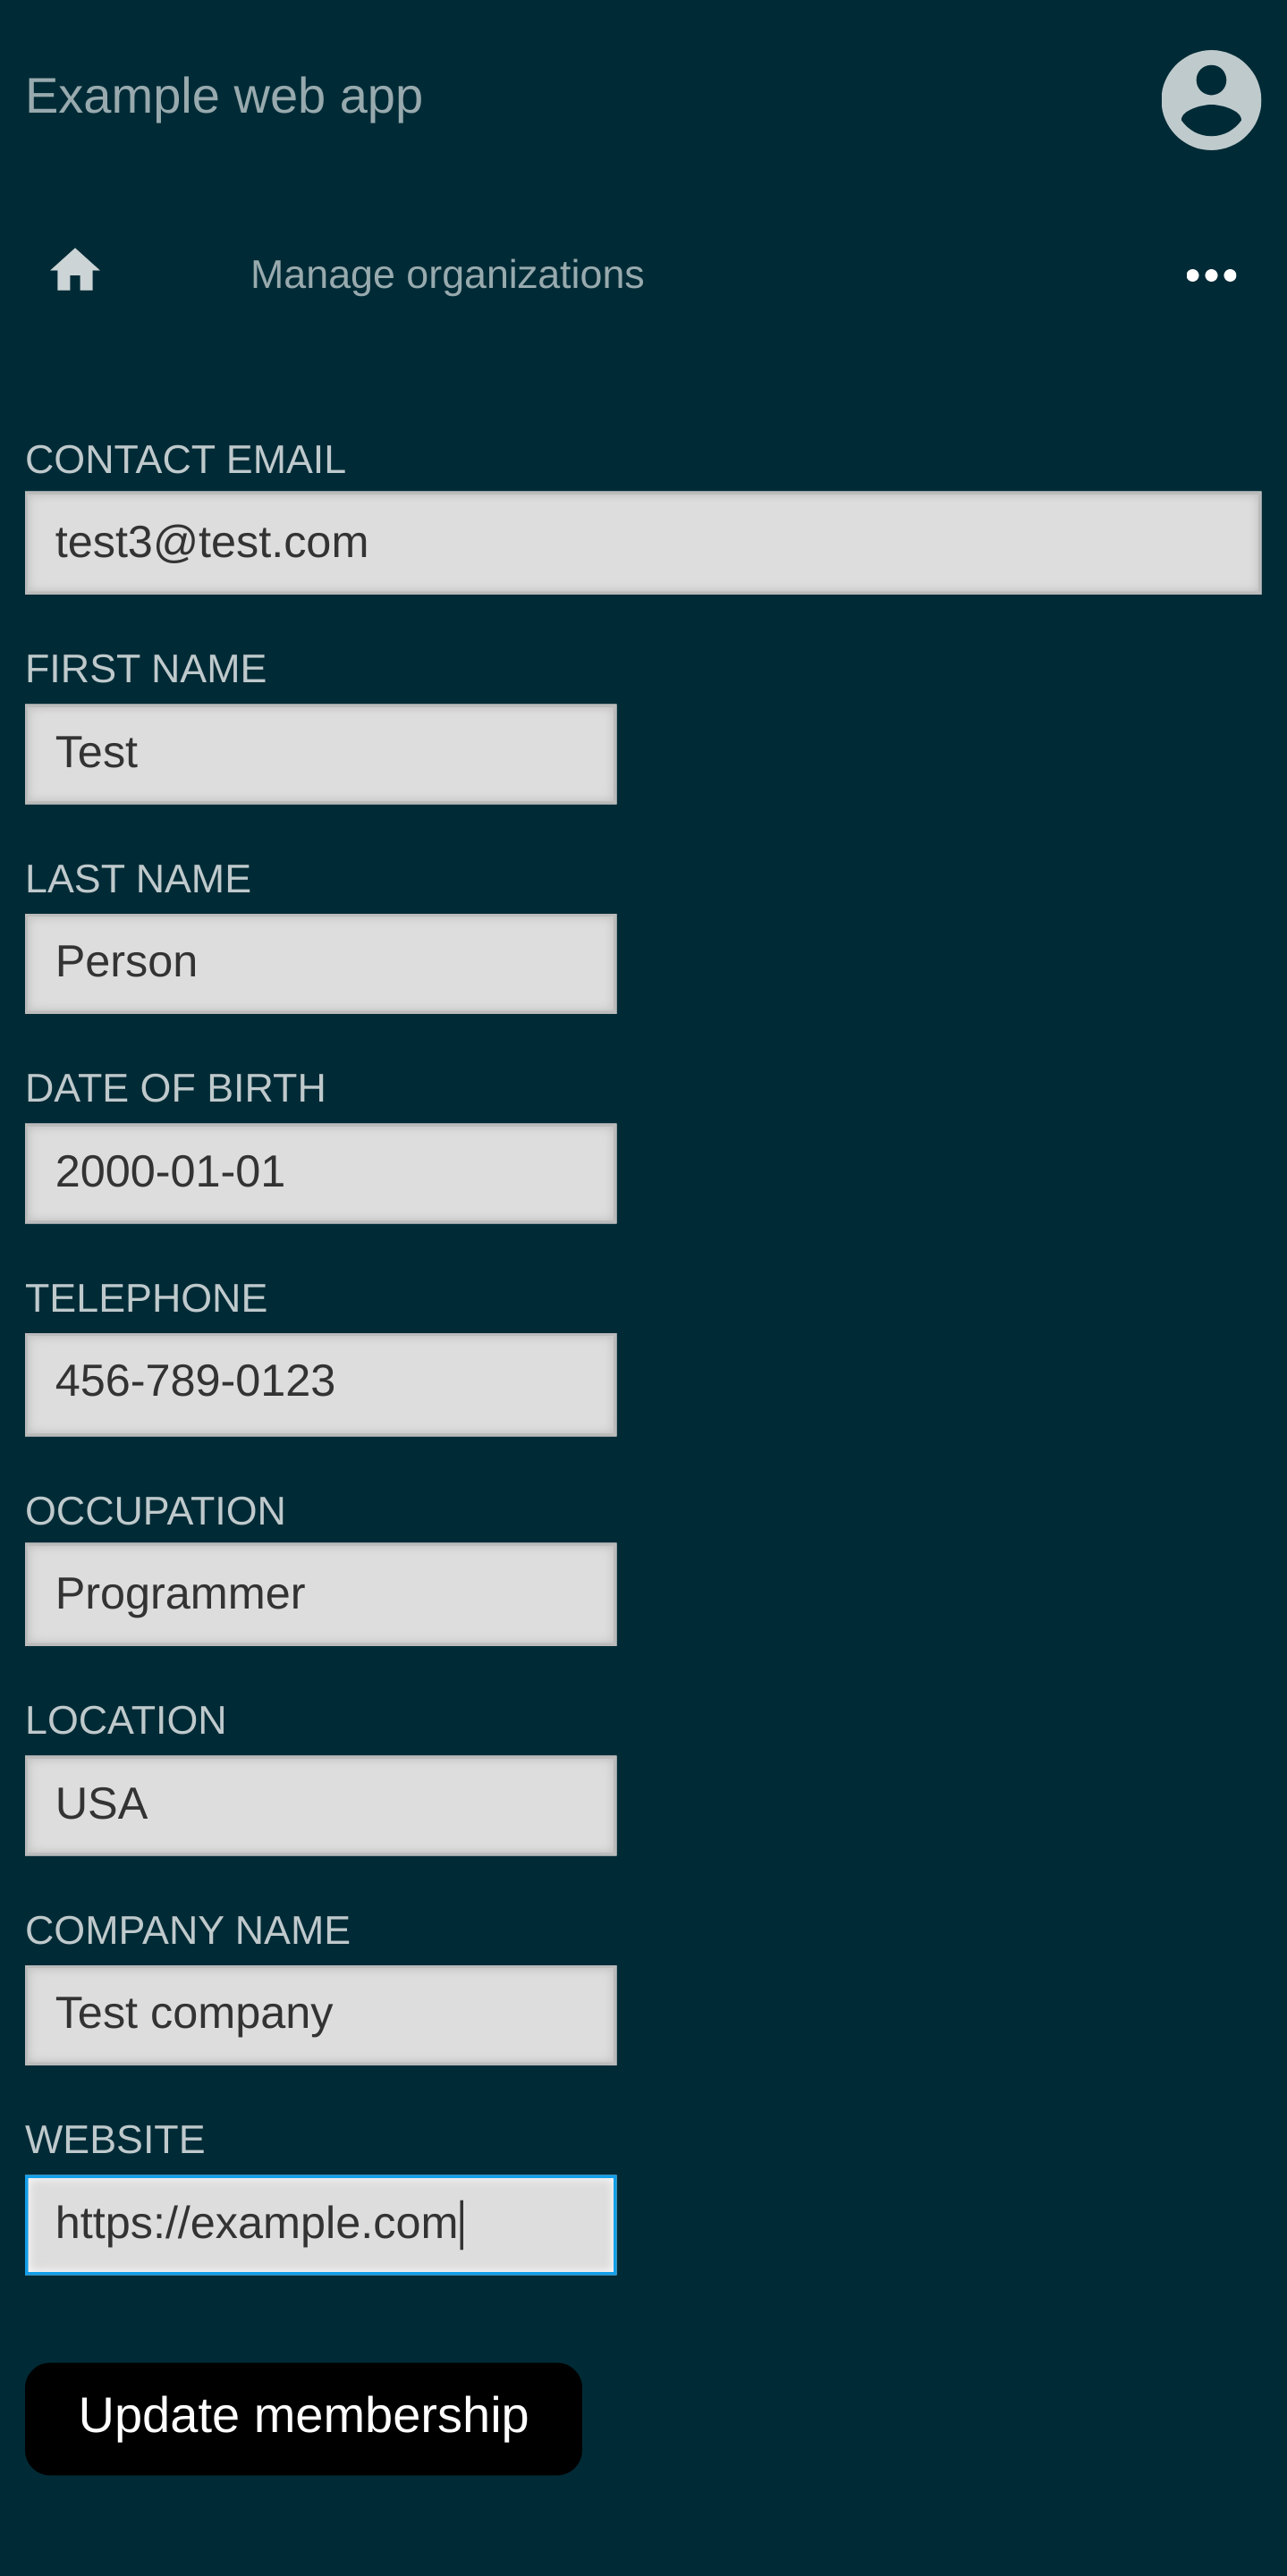 Example web app
Manage organizations
CONTACT EMAIL
test3@test.com
FIRST NAME
Test
LAST NAME
Person
DATE OF BIRTH
2000-01-01
TELEPHONE
456-789-0123
OCCUPATION
Programmer
LOCATION
USA
COMPANY NAME
Test company
WEBSITE
https://example.com
Update membership